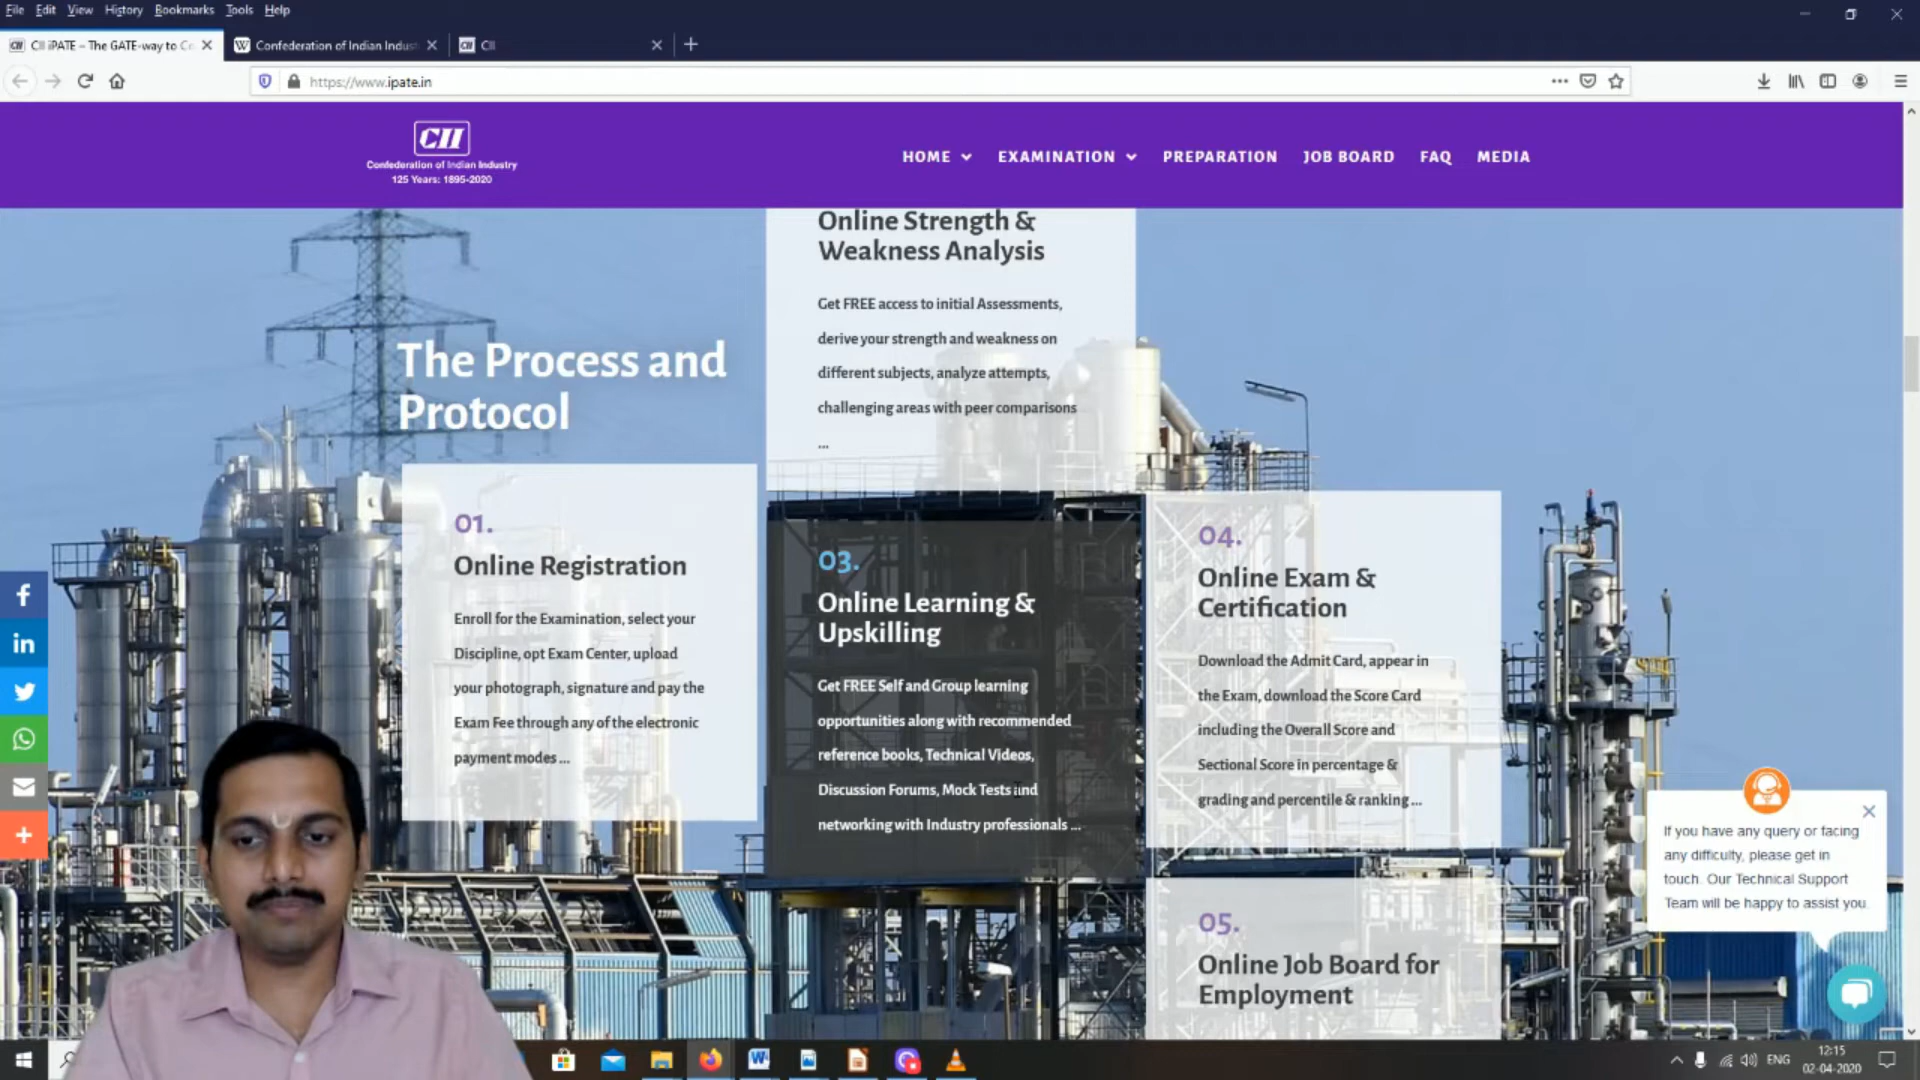 File Edit View History Bookmarks Tools Help
CII iPATE – The GATE-way to Ce
Confederation of Indian Indus
CII
https://www.ipate.in
CII
Confederation of Indian Industry
125 Years: 1895-2020
HOME EXAMINATION PREPARATION JOB BOARD FAQ MEDIA
The Process and
Protocol
01.
Online Registration
Enroll for the Examination, select your
Discipline, opt Exam Center, upload
your photograph, signature and pay the
Exam Fee through any of the electronic
payment modes ...
Online Strength &
Weakness Analysis
Get FREE access to initial Assessments,
derive your strength and weakness on
different subjects, analyze attempts,
challenging areas with peer comparisons
...
03.
Online Learning &
Upskilling
Get FREE Self and Group learning
opportunities along with recommended
reference books, Technical Videos,
Discussion Forums, Mock Tests and
networking with Industry professionals ...
04.
Online Exam &
Certification
Download the Admit Card, appear in
the Exam, download the Score Card
including the Overall Score and
Sectional Score in percentage &
grading and percentile & ranking ...
05.
Online Job Board for
Employment
If you have any query or facing
any difficulty, please get in
touch. Our Technical Support
Team will be happy to assist you.
ENG
12:15
02-04-2020